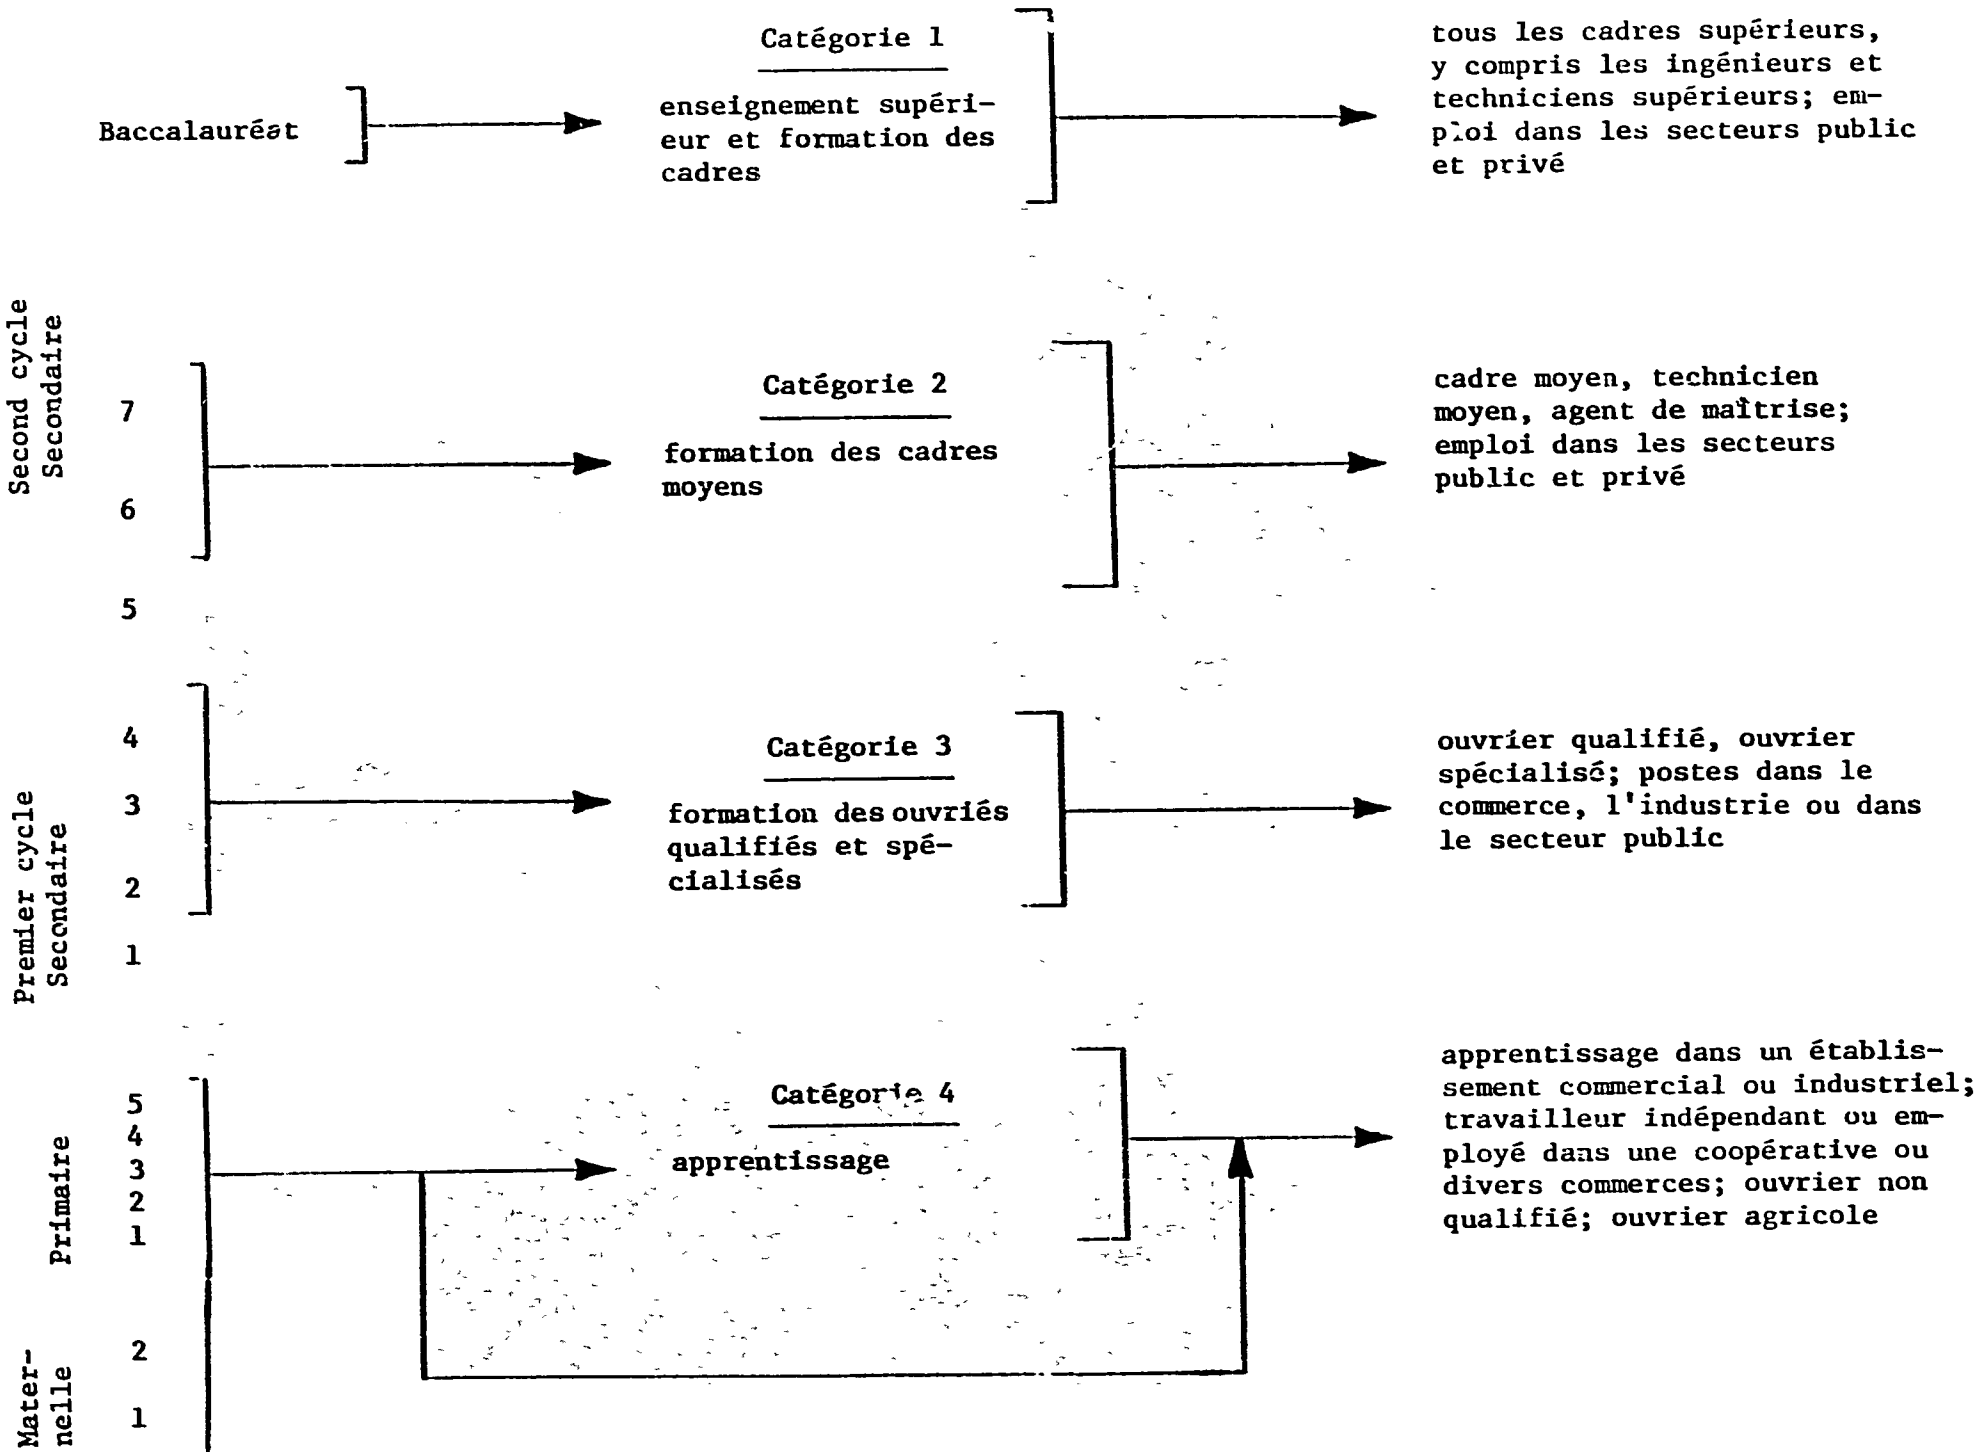 Baccalauréat
Catégorie 1
enseignement supéri-
eur et formation des
cadres
tous les cadres supérieurs,
y compris les ingénieurs et
techniciens supérieurs; em-
ploi dans les secteurs public
et privé
Second cycle
Secondaire
7
6
5
Catégorie 2
formation des cadres
moyens
cadre moyen, technicien
moyen, agent de maîtrise;
emploi dans les secteurs
public et privé
Premier cycle
Secondaire
4
3
2
1
Catégorie 3
formation des ouvriés
qualifiés et spé-
cialisés
ouvrier qualifié, ouvrier
spécialisé; postes dans le
commerce, l'industrie ou dans
le secteur public
Primaire
5
4
3
2
1
Catégorie 4
apprentissage
apprentissage dans un établis-
sement commercial ou industriel;
travailleur indépendant ou em-
ployé dans une coopérative ou
divers commerces; ouvrier non
qualifié; ouvrier agricole
Mater-
nelle
2
1